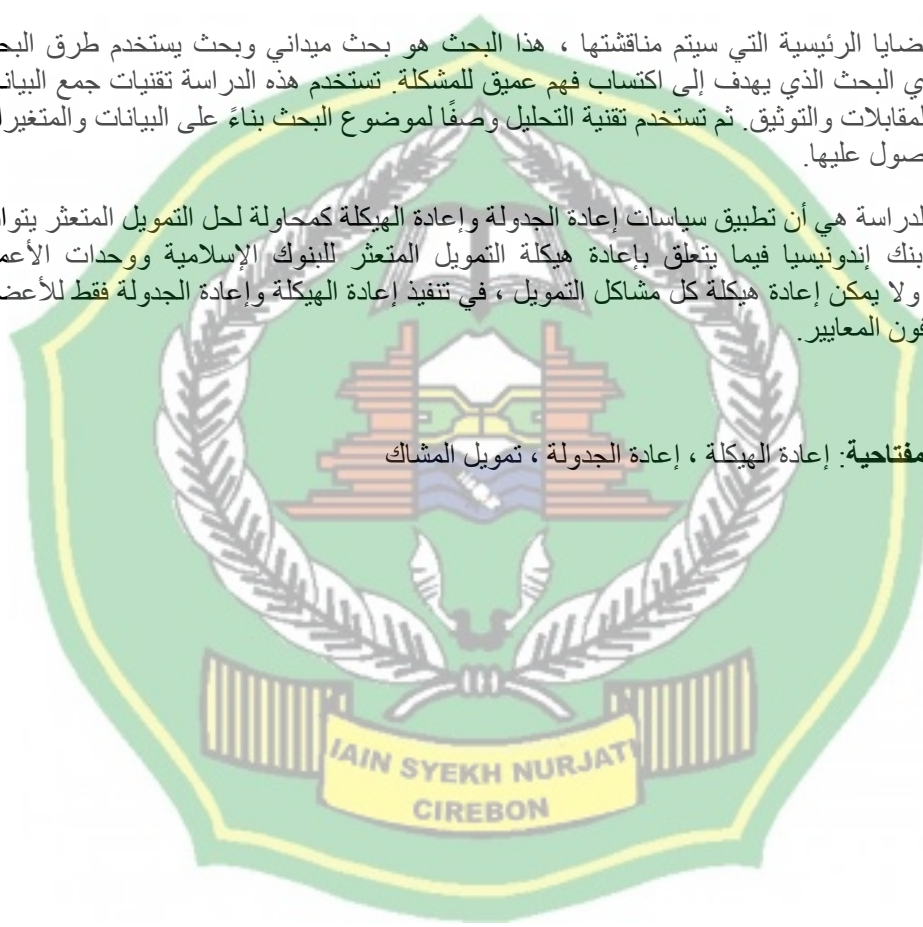 ضايا الرئيسية التي سيتم مناقشتها ، هذا البحث هو بحث ميداني وبحث يستخدم طرق البح
ي البحث الذي يهدف إلى اكتساب فهم عميق للمشكلة. تستخدم هذه الدراسة تقنيات جمع البيان
لمقابلات والتوثيق. ثم تستخدم تقنية التحليل وصفًا لموضوع البحث بناءً على البيانات والمتغيرا
صول عليها.
لدراسة هي أن تطبيق سياسات إعادة الجدولة وإعادة الهيكلة كمحاولة لحل التمويل المتعثر يتوا
بنك إندونيسيا فيما يتعلق بإعادة هيكلة التمويل المتعثر للبنوك الإسلامية ووحدات الأعم
ولا يمكن إعادة هيكلة كل مشاكل التمويل ، في تنفيذ إعادة الهيكلة وإعادة الجدولة فقط للأعض
فون المعايير.
مفتاحية: إعادة الهيكلة ، إعادة الجدولة ، تمويل المشاك
IAIN SYEKH NURJATI
CIREBON